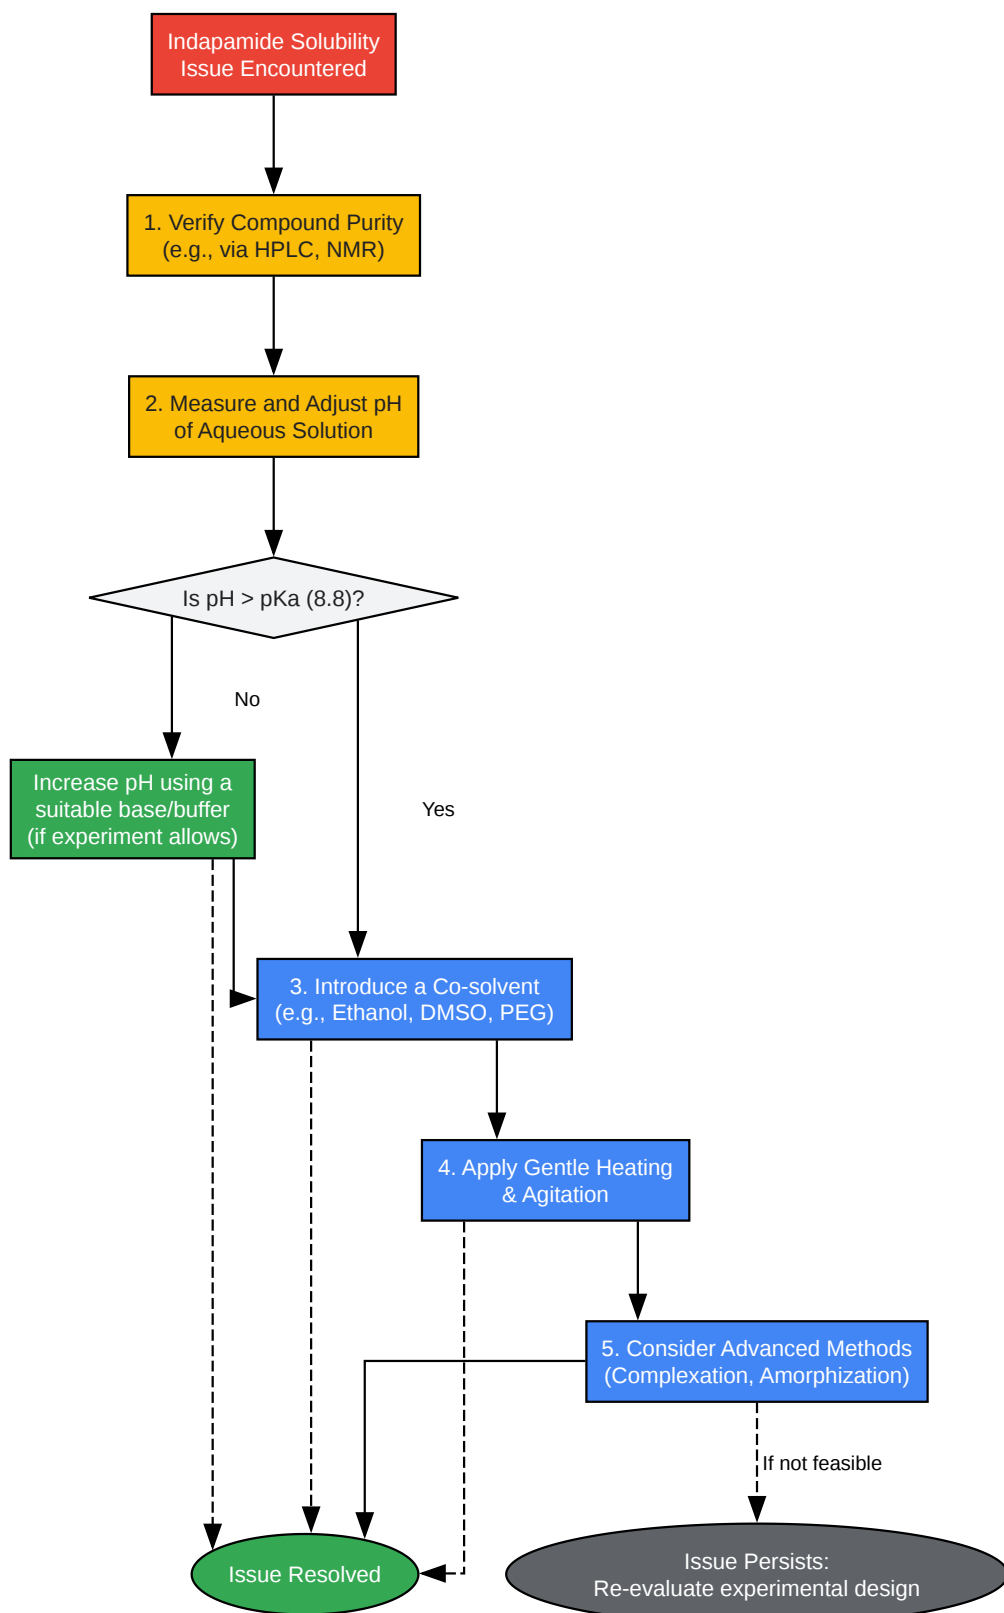 Indapamide Solubility
Issue Encountered
1. Verify Compound Purity
(e.g., via HPLC, NMR)
2. Measure and Adjust pH
of Aqueous Solution
Is pH > pKa (8.8)?
No
Increase pH using a
suitable base/buffer
(if experiment allows)
Yes
3. Introduce a Co-solvent
(e.g., Ethanol, DMSO, PEG)
4. Apply Gentle Heating
& Agitation
5. Consider Advanced Methods
(Complexation, Amorphization)
If not feasible
Issue Resolved
Issue Persists:
Re-evaluate experimental design